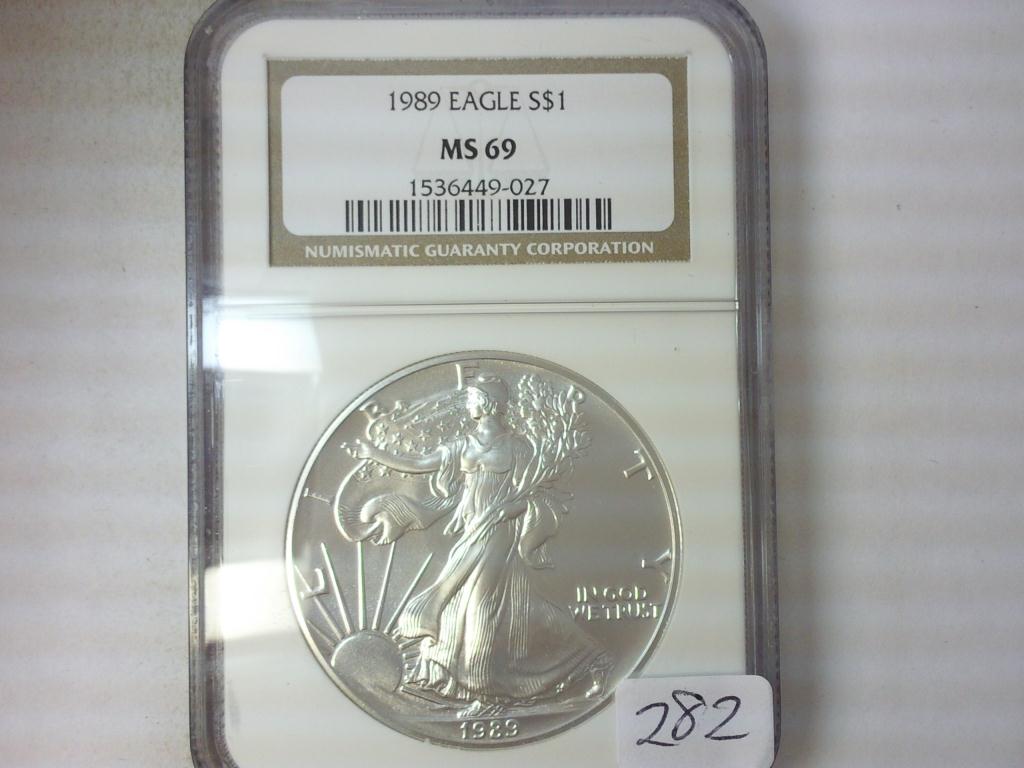 1989 EAGLE S$1
MS 69
1536449-027
NUMISMATIC GUARANTY CORPORATION
LIBERTY
IN GOD
WE TRUST
1989
282